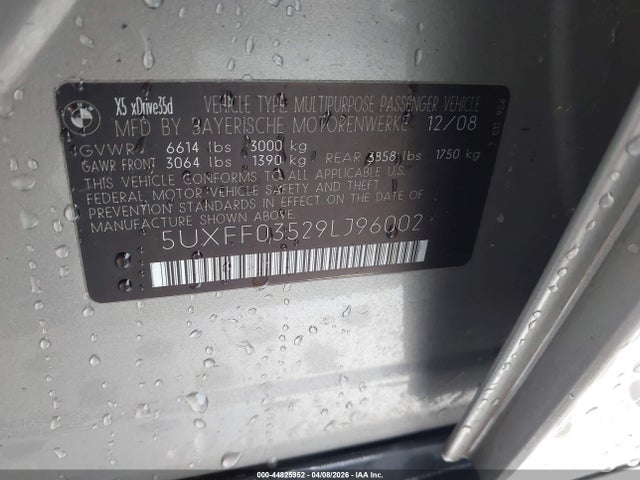 BMW
X5 xDrive35d VEHICLE TYPE: MULTIPURPOSE PASSENGER VEHICLE
MFD BY BAYERISCHE MOTORENWERKE 12/08
GVWR 6614 lbs 3000 kg
GAWR FRONT 3064 lbs 1390 kg REAR 3858 lbs 1750 kg
THIS VEHICLE CONFORMS TO ALL APPLICABLE
FEDERAL MOTOR VEHICLE SAFETY AND THEFT
PREVENTION STANDARDS IN EFFECT ON THE DATE OF
MANUFACTURE SHOWN ABOVE.
5UXFF03529LJ96002
000-44825952 | 04/08/2026 | IAA Inc.